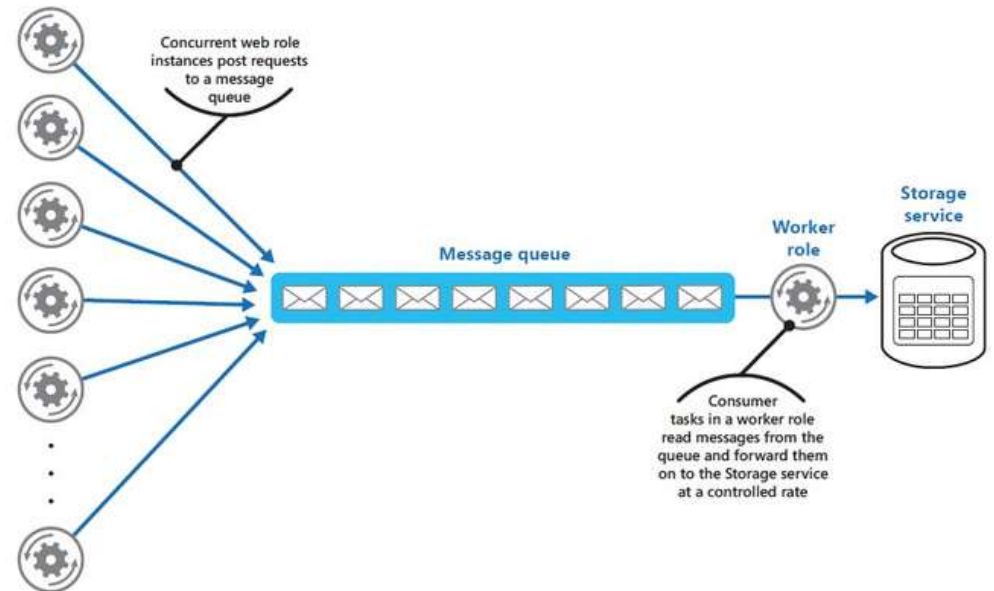 Concurrent web role
instances post requests
to a message
queue
Storage
service
Worker
role
Message queue
Consumer
tasks in a worker role
read messages from the
queue and forward them
on to the Storage service
at a controlled rate